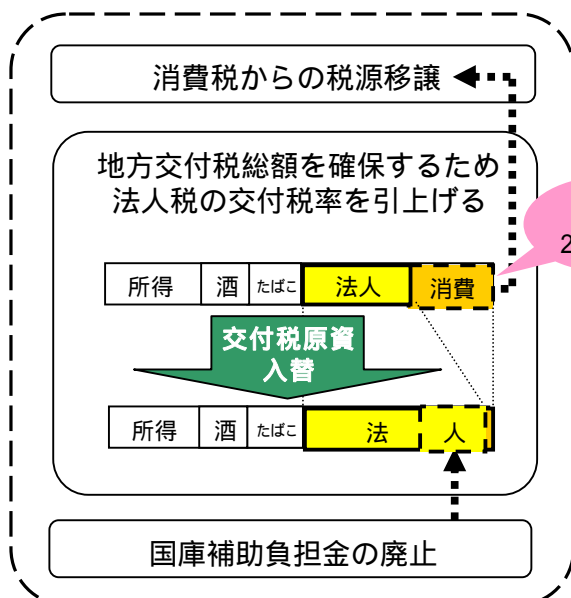 消費税からの税源移譲
地方交付税総額を確保するため
法人税の交付税率を引上げる
2
所得 酒 たばこ 法人 消費
交付税原資
入替
所得 酒 たばこ 法 人
国庫補助負担金の廃止